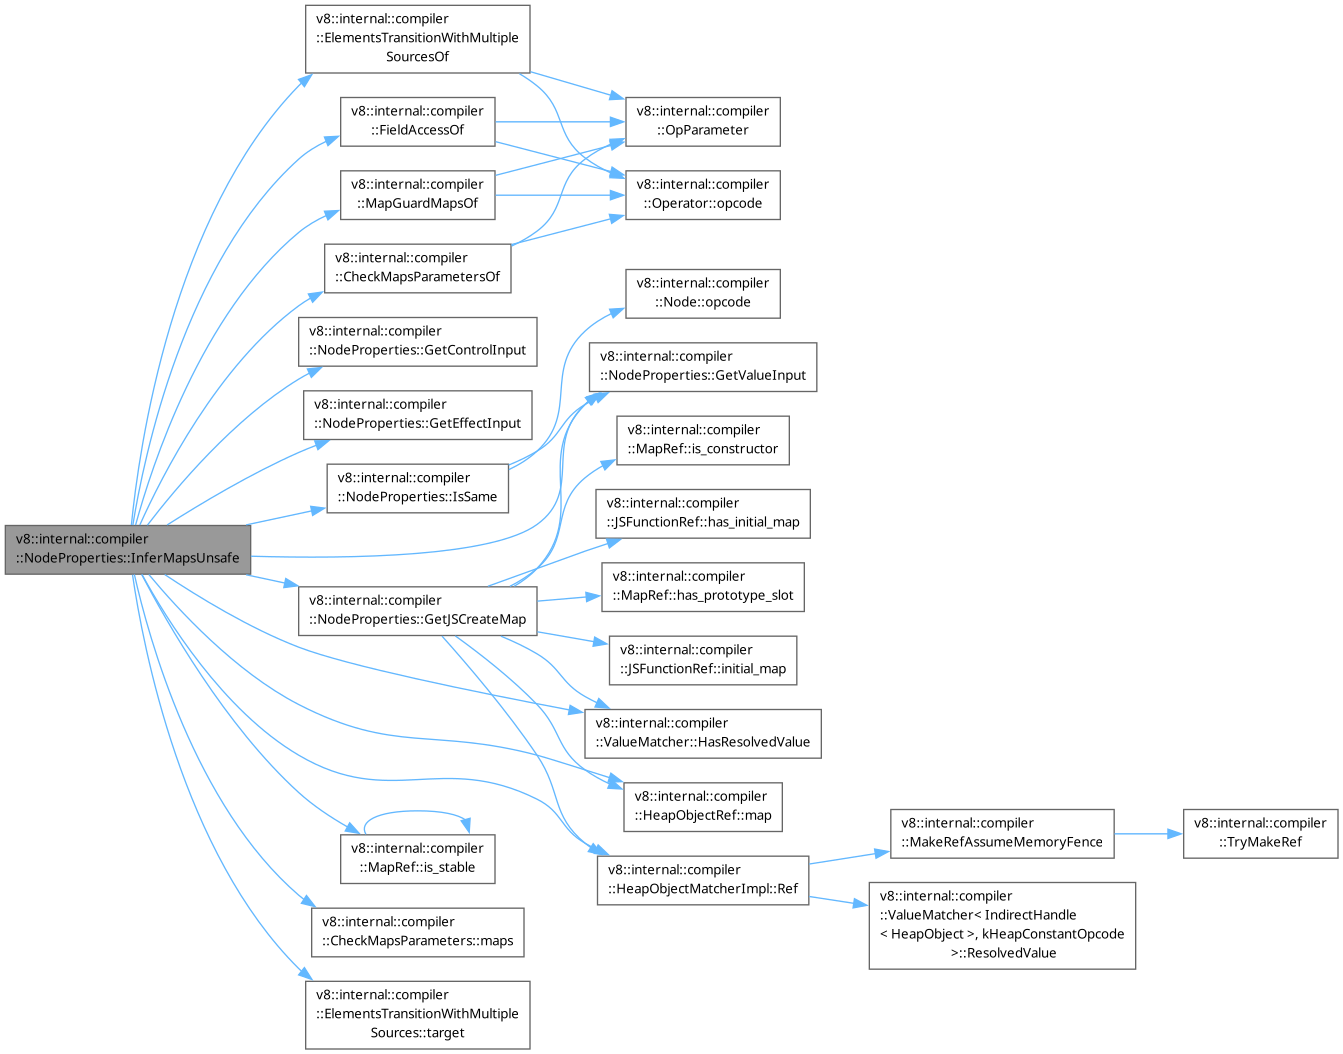 v8::internal::compiler
::ElementsTransitionWithMultiple
SourcesOf
v8::internal::compiler
::FieldAccessOf
v8::internal::compiler
::OpParameter
v8::internal::compiler
::MapGuardMapsOf
v8::internal::compiler
::Operator::opcode
v8::internal::compiler
::CheckMapsParametersOf
v8::internal::compiler
::Node::opcode
v8::internal::compiler
::NodeProperties::GetControlInput
v8::internal::compiler
::NodeProperties::GetValueInput
v8::internal::compiler
::NodeProperties::GetEffectInput
v8::internal::compiler
::MapRef::is_constructor
v8::internal::compiler
::NodeProperties::IsSame
v8::internal::compiler
::JSFunctionRef::has_initial_map
v8::internal::compiler
::NodeProperties::InferMapsUnsafe
v8::internal::compiler
::MapRef::has_prototype_slot
v8::internal::compiler
::NodeProperties::GetJSCreateMap
v8::internal::compiler
::JSFunctionRef::initial_map
v8::internal::compiler
::ValueMatcher::HasResolvedValue
v8::internal::compiler
::HeapObjectRef::map
v8::internal::compiler
::MakeRefAssumeMemoryFence
v8::internal::compiler
::TryMakeRef
v8::internal::compiler
::MapRef::is_stable
v8::internal::compiler
::HeapObjectMatcherImpl::Ref
v8::internal::compiler
::ValueMatcher< IndirectHandle
< HeapObject >, kHeapConstantOpcode
>::ResolvedValue
v8::internal::compiler
::CheckMapsParameters::maps
v8::internal::compiler
::ElementsTransitionWithMultiple
Sources::target